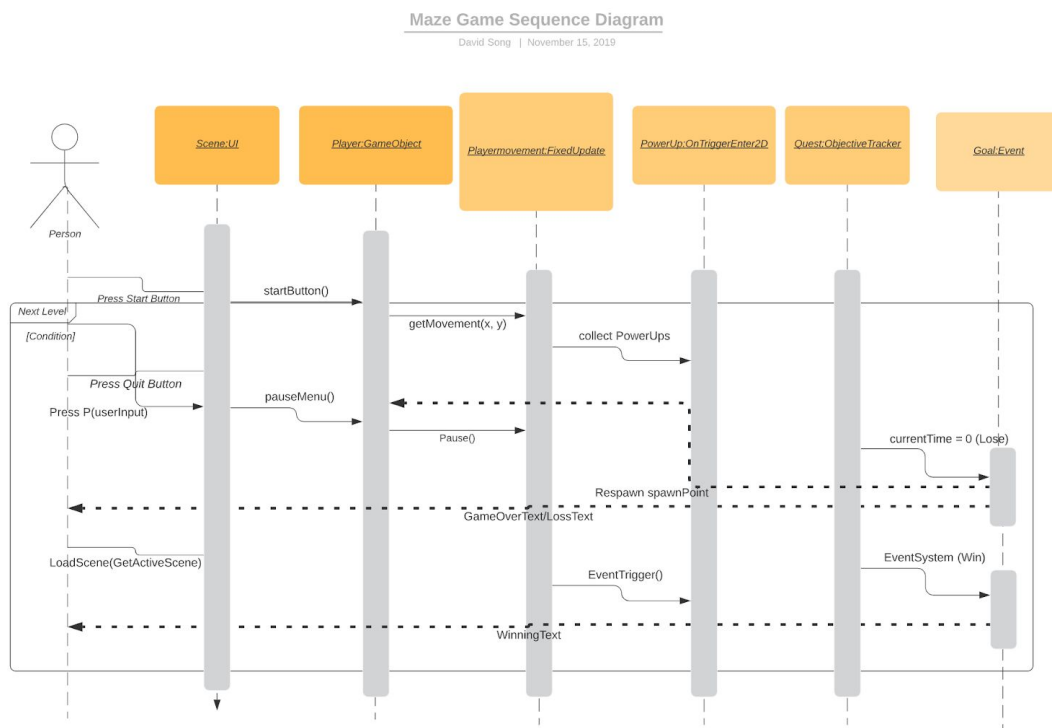 Maze Game Sequence Diagram
David Song | November 15, 2019
Scene:UI
Player:GameObject
Playermovement:FixedUpdate
PowerUp:OnTriggerEnter2D
Quest:ObjectiveTracker
Goal:Event
Person
Press Start Button
startButton()
Next Level
[Condition]
getMovement(x, y)
collect PowerUps
Press Quit Button
Press P(userInput)
pauseMenu()
Pause()
currentTime = 0 (Lose)
Respawn spawnPoint
GameOverText/LossText
LoadScene(GetActiveScene)
EventTrigger()
EventSystem (Win)
WinningText